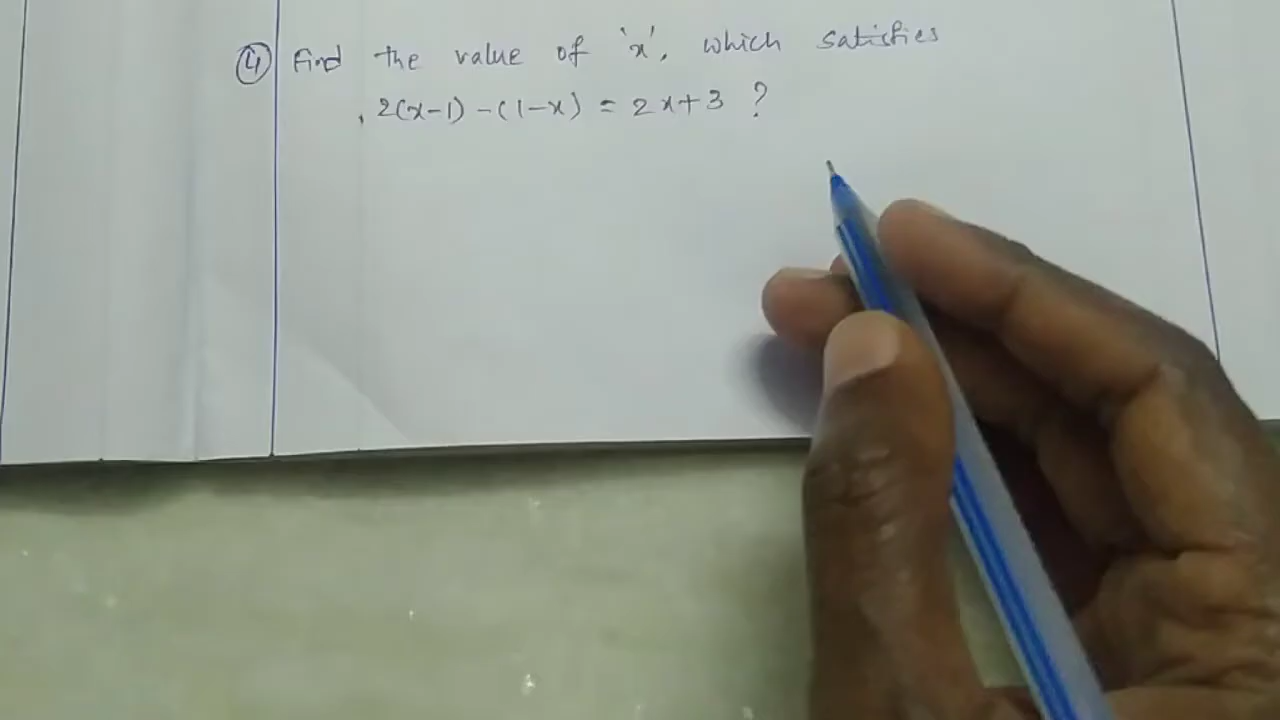 ④ Find the value of 'x', which satisfies
2(x-1) - (1-x) = 2x+3 ?